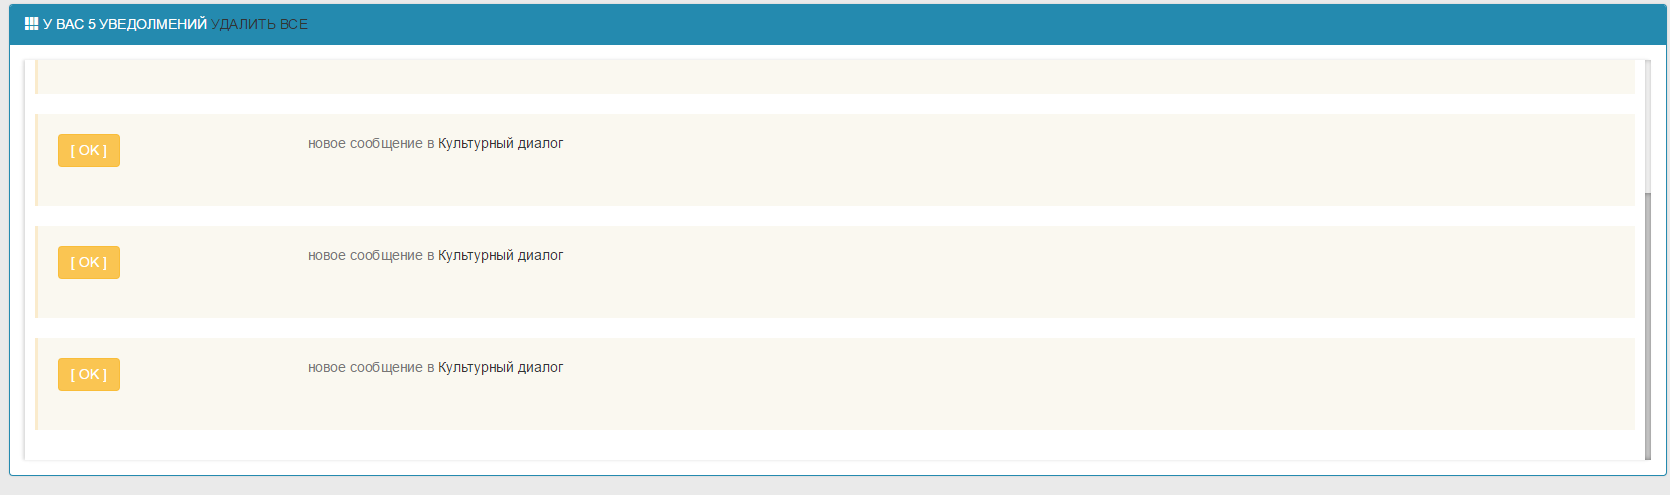 У ВАС 5 УВЕДОЛМЕНИЙ УДАЛИТЬ ВСЕ
[ OK ] новое сообщение в Культурный диалог
[ OK ] новое сообщение в Культурный диалог
[ OK ] новое сообщение в Культурный диалог